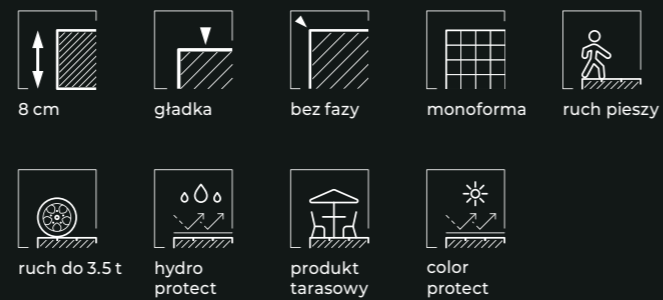 8 cm
gładka
bez fazy
monoforma
ruch pieszy
ruch do 3.5 t
hydro
protect
produkt
tarasowy
color
protect